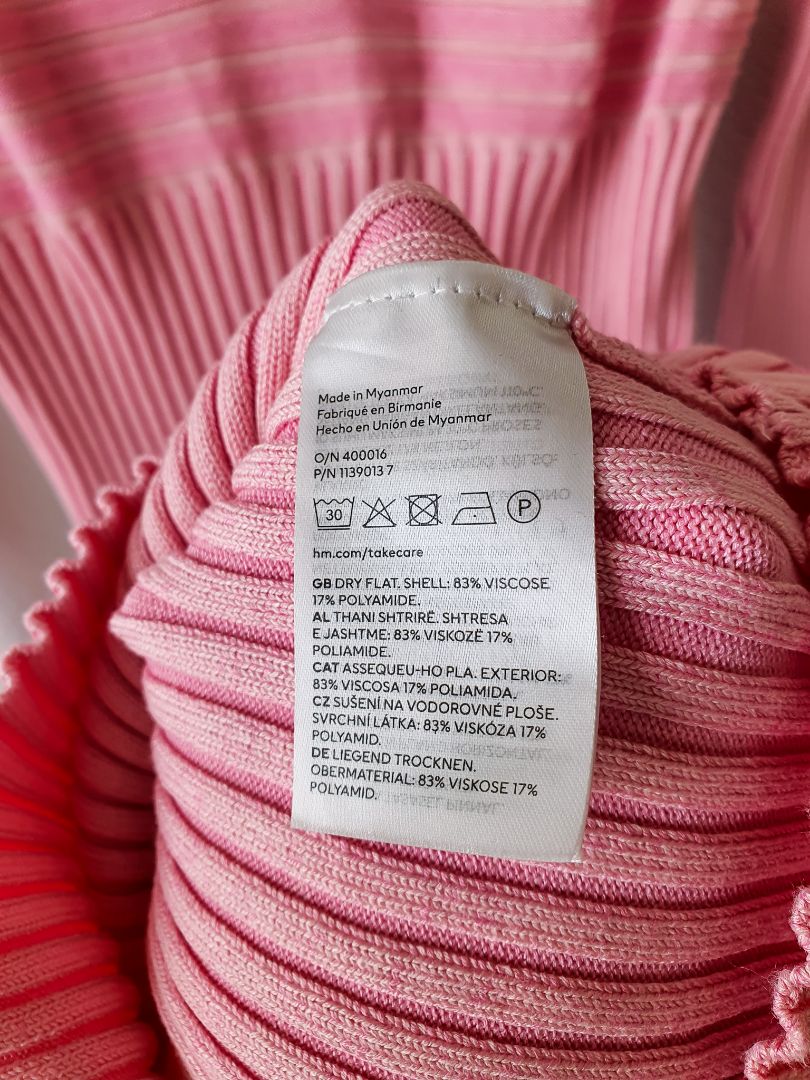 Made in Myanmar
Fabriqué en Birmanie
Hecho en Unión de Myanmar
O/N 400016
P/N 1139013 7
30 P
hm.com/takecare
GB DRY FLAT. SHELL: 83% VISCOSE
17% POLYAMIDE.
AL THANI SHTRIRË. SHTRESA
E JASHTME: 83% VISKOZË 17%
POLIAMIDE.
CAT ASSEQUEU-HO PLA. EXTERIOR:
83% VISCOSA 17% POLIAMIDA.
CZ SUŠENÍ NA VODOROVNÉ PLOŠE.
SVRCHNÍ LÁTKA: 83% VISKÓZA 17%
POLYAMID.
DE LIEGEND TROCKNEN.
OBERMATERIAL: 83% VISKOSE 17%
POLYAMID.